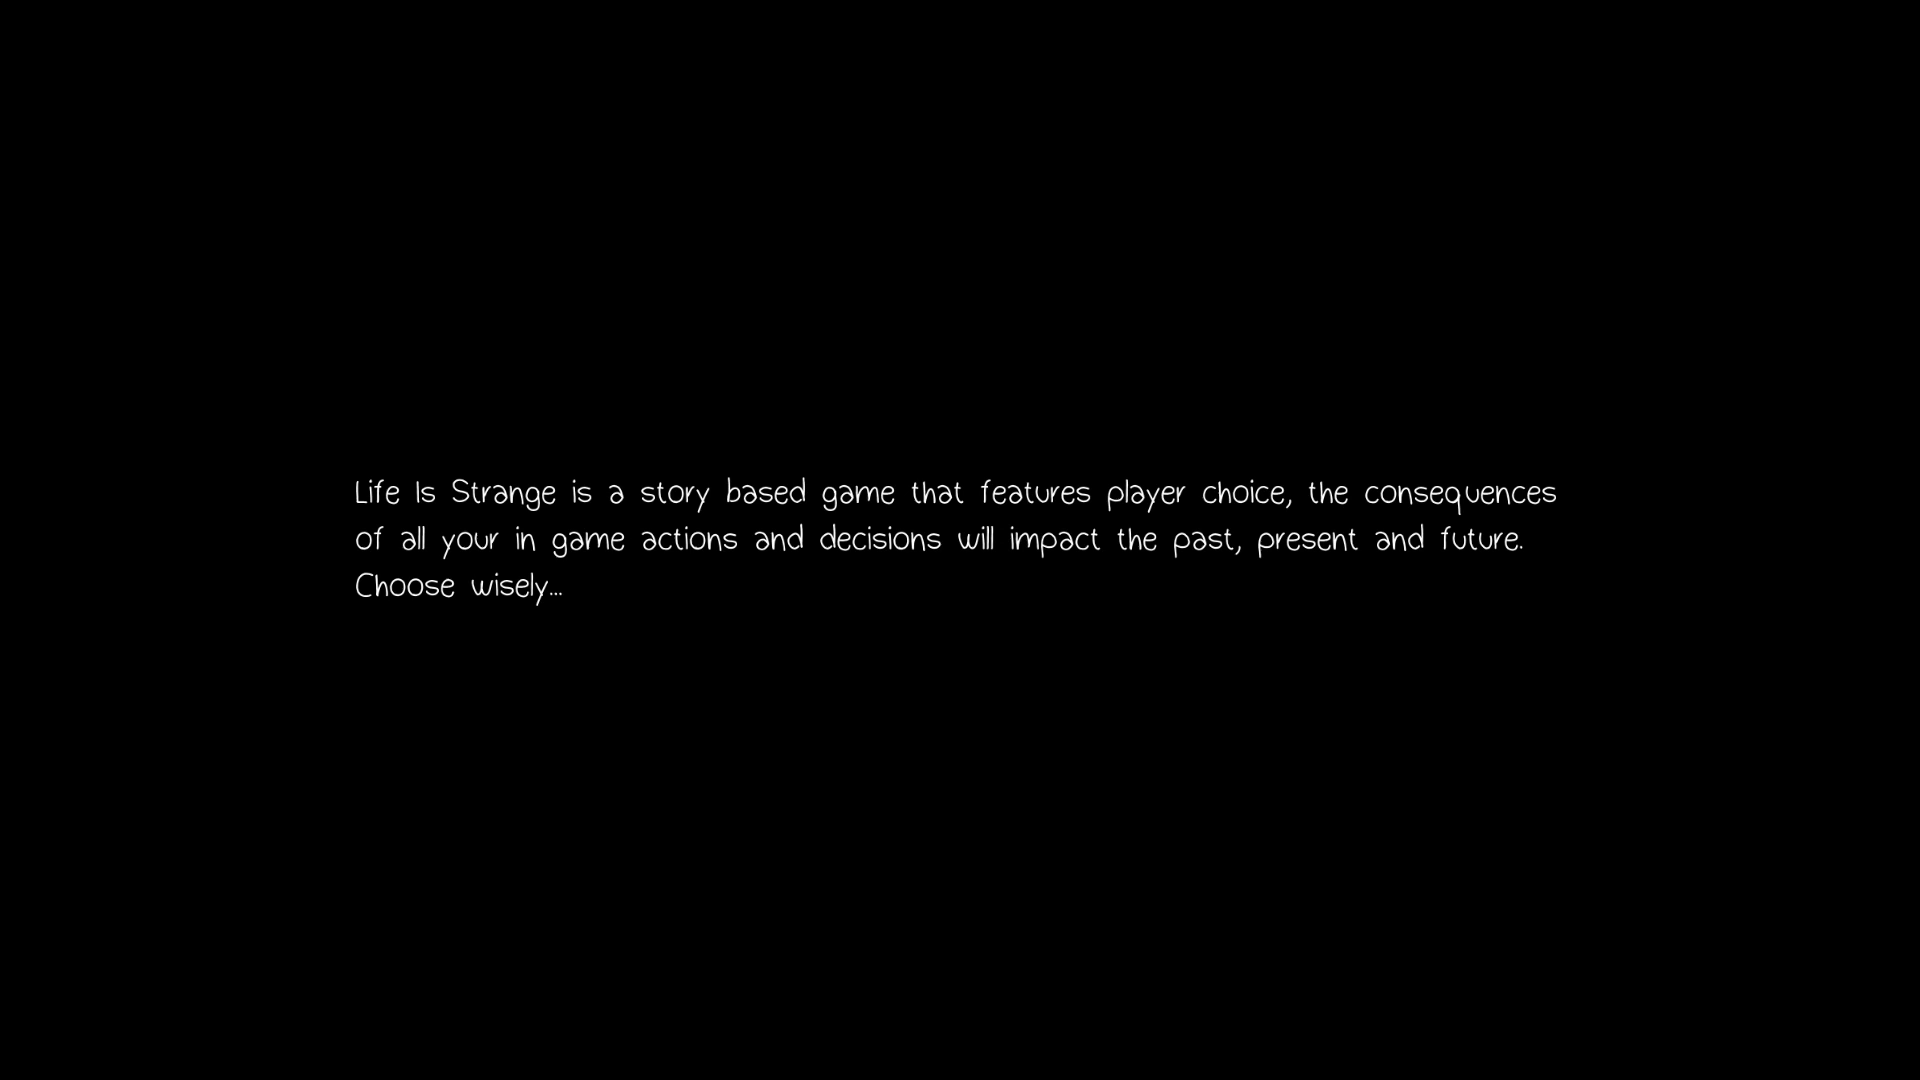 Life Is Strange is a story based game that features player choice, the consequences
of all your in game actions and decisions will impact the past, present and future.
Choose wisely...